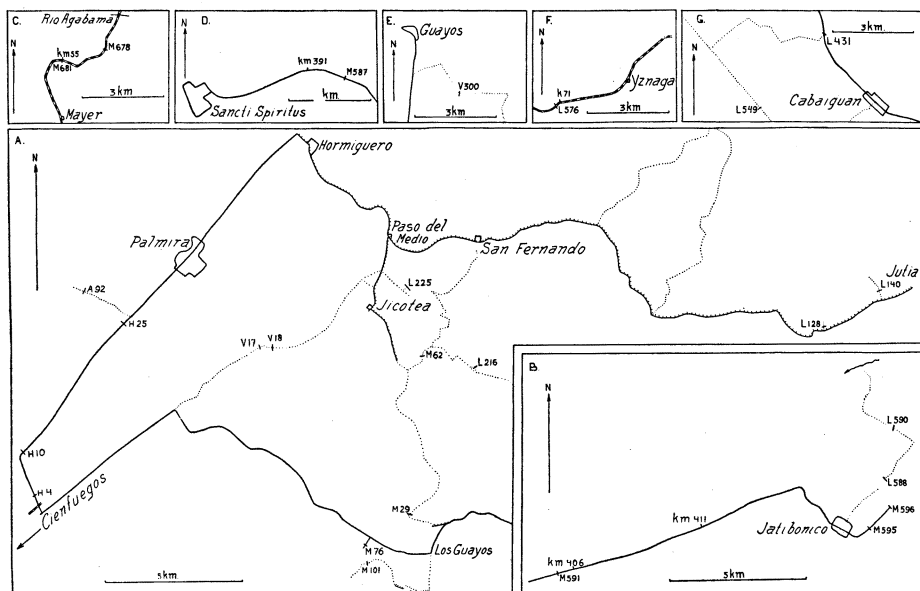 C.
N
Rio Agabama
M678
km55
M681
3km
Mayer
D.
N
km 391
M587
km.
Sancti Spiritus
E.
N
Guayos
V300
3km
F.
N
k71
L576
Yznaga
3km
G.
N
3km.
L431
L549
Cabaiguan
A.
N
Hormiguero
Palmira
Paso del
Medio
San Fernando
A92
H25
L225
Jicotea
Julia
L140
L128
V17
V18
M62
L216
H10
H4
Cienfuegos
M29
Los Guayos
M76
M101
5km.
B.
N
L590
L588
M596
M595
Jatibonico
km 411
km 406
M591
5km